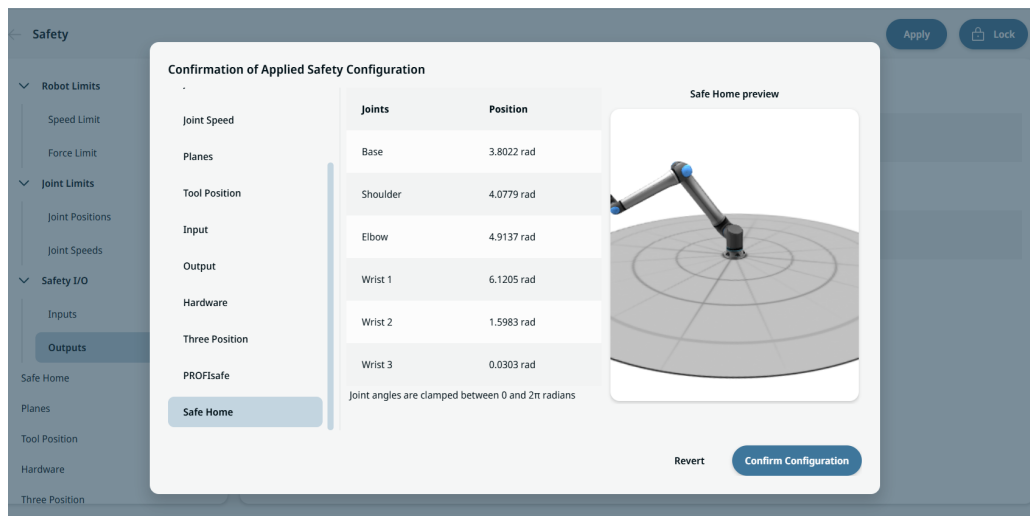 Safety
Apply
Lock
Robot Limits
Speed Limit
Force Limit
Joint Limits
Joint Positions
Joint Speeds
Safety I/O
Inputs
Outputs
Safe Home
Planes
Tool Position
Hardware
Three Position
Confirmation of Applied Safety Configuration
Joint Speed
Planes
Tool Position
Input
Output
Hardware
Three Position
PROFIsafe
Safe Home
Joints Position
Base 3.8022 rad
Shoulder 4.0779 rad
Elbow 4.9137 rad
Wrist 1 6.1205 rad
Wrist 2 1.5983 rad
Wrist 3 0.0303 rad
Joint angles are clamped between 0 and 2π radians
Safe Home preview
Revert
Confirm Configuration